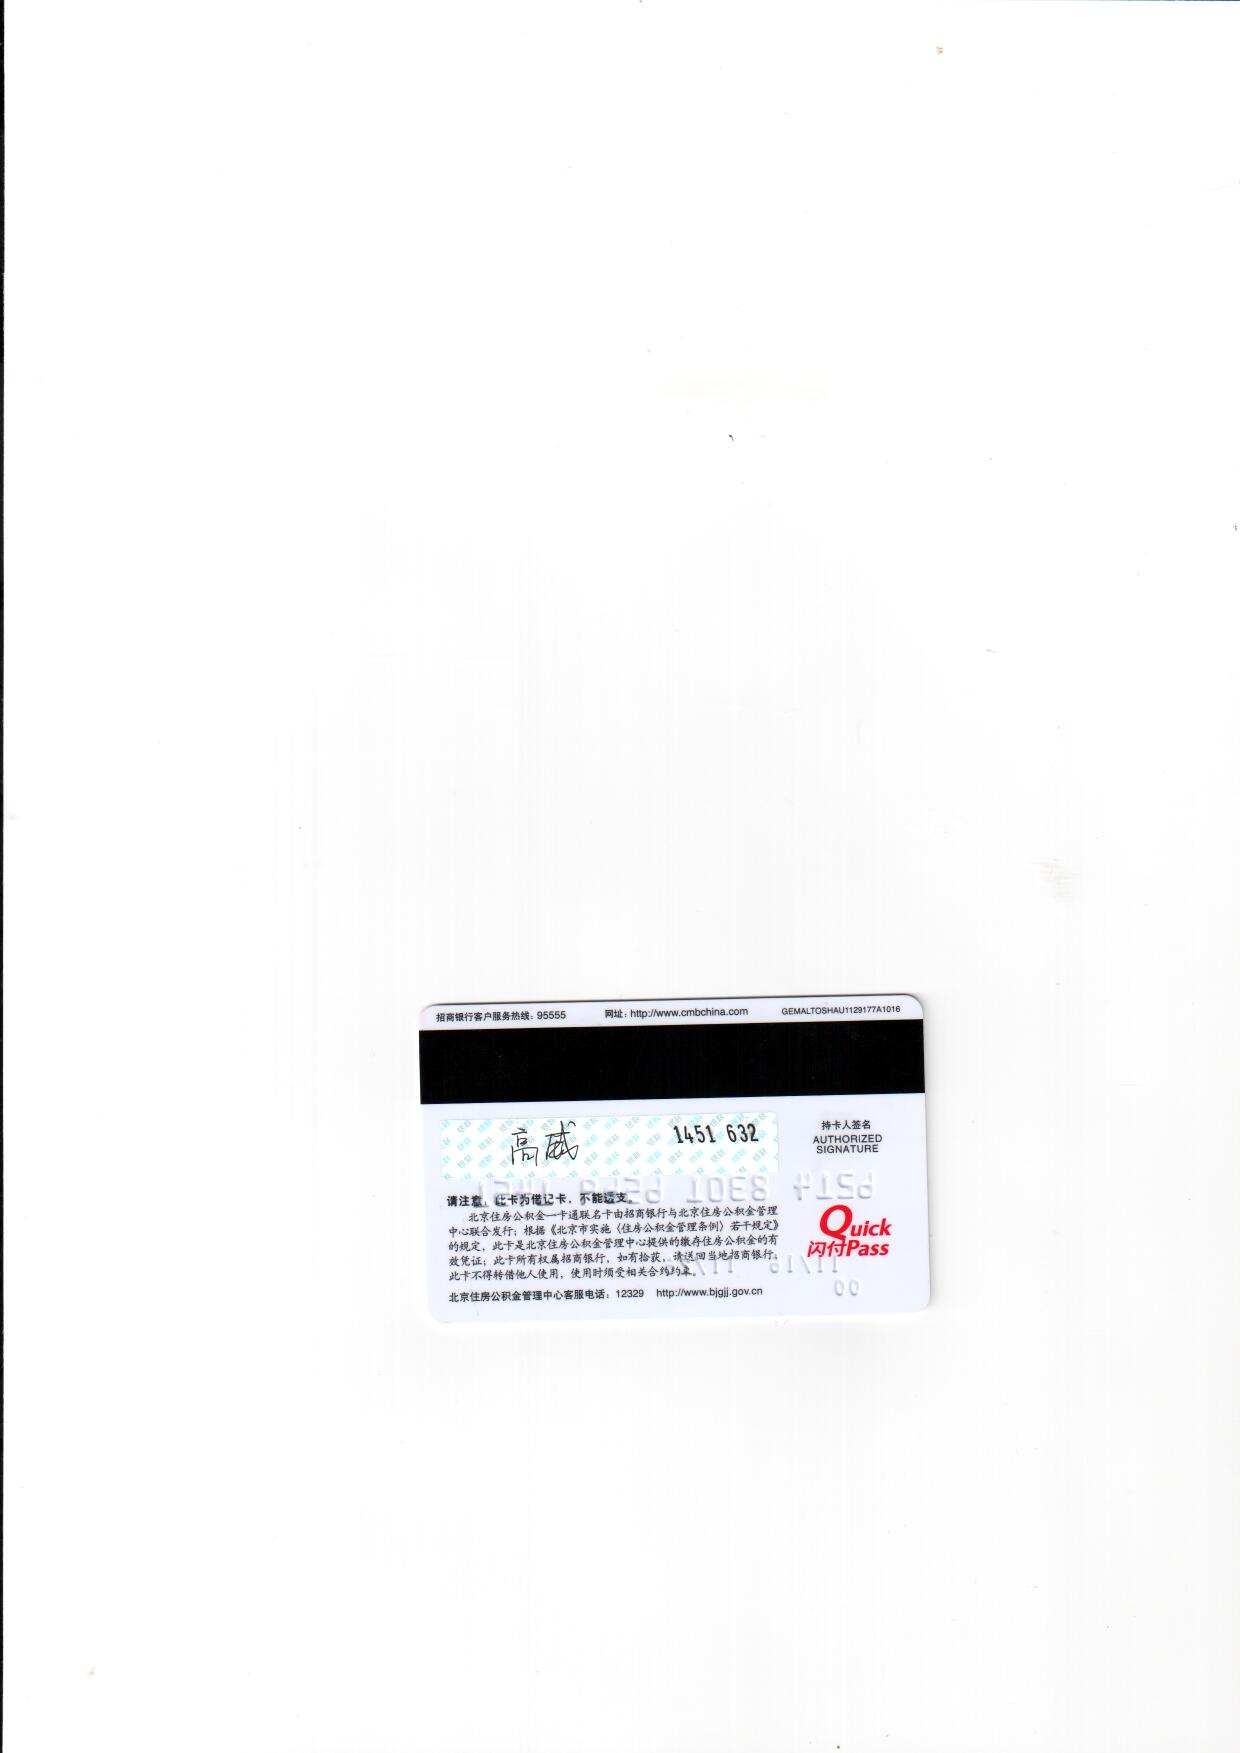 招商银行客户服务热线：95555 网址：http://www.cmbchina.com GEMALTOSHAU1129177A1016
高威 1451 632
持卡人签名
AUTHORIZED
SIGNATURE
请注意，此卡为借记卡，不能透支。
北京住房公积金一卡通联名卡由招商银行与北京住房公积金管理
中心联合发行；根据《北京市实施〈住房公积金管理条例〉若干规定》
的规定，此卡是北京住房公积金管理中心提供的缴存住房公积金的有
效凭证；此卡所有权属招商银行，如有拾获，请送回当地招商银行。
此卡不得转借他人使用，使用时须受相关合约约束。
北京住房公积金管理中心客服电话：12329 http://www.bjgjj.gov.cn
Quick
闪付Pass